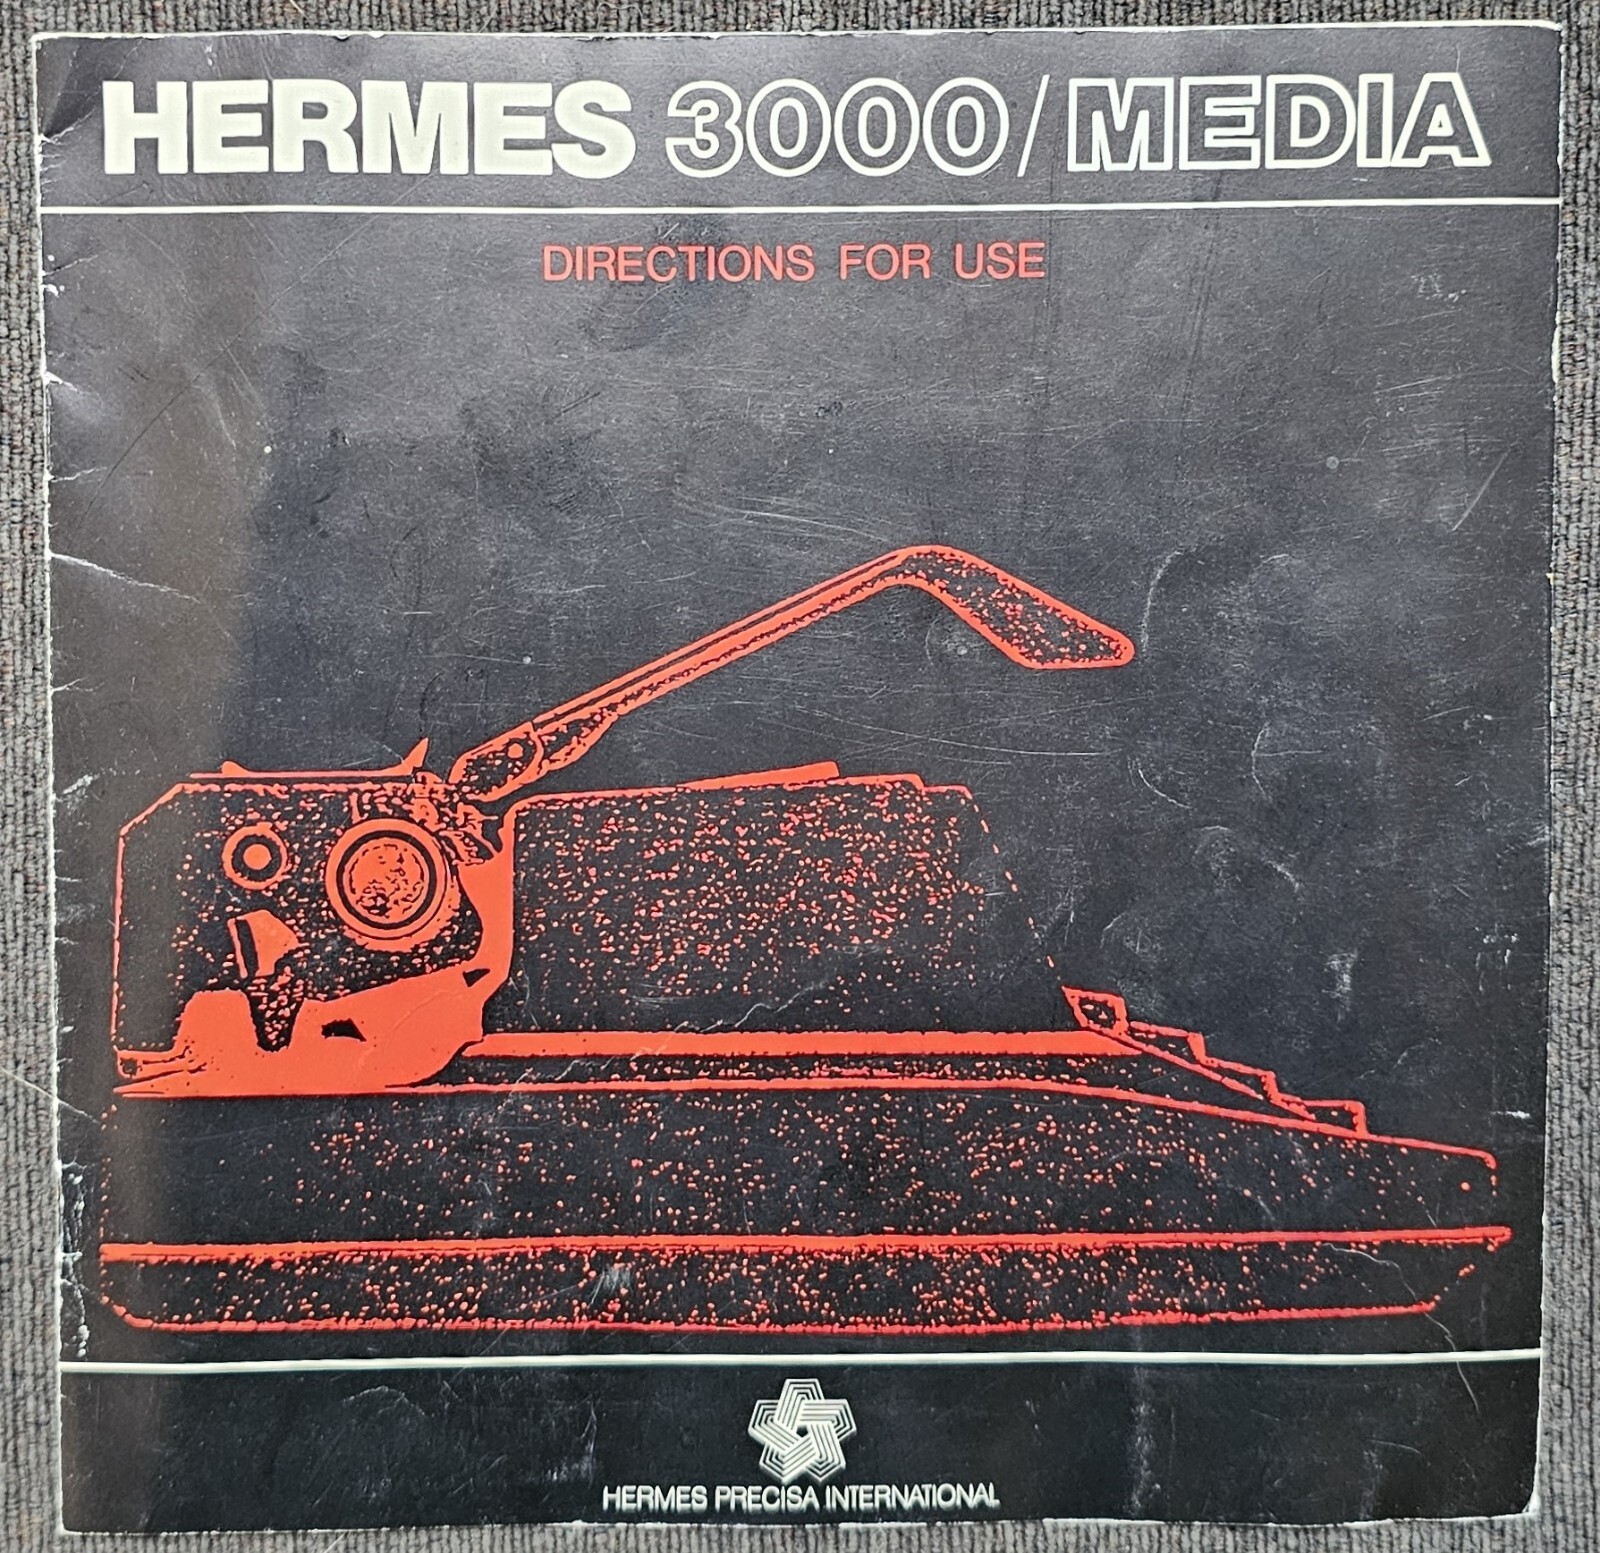 HERMES 3000/MEDIA
DIRECTIONS FOR USE
HERMES PRECISA INTERNATIONAL